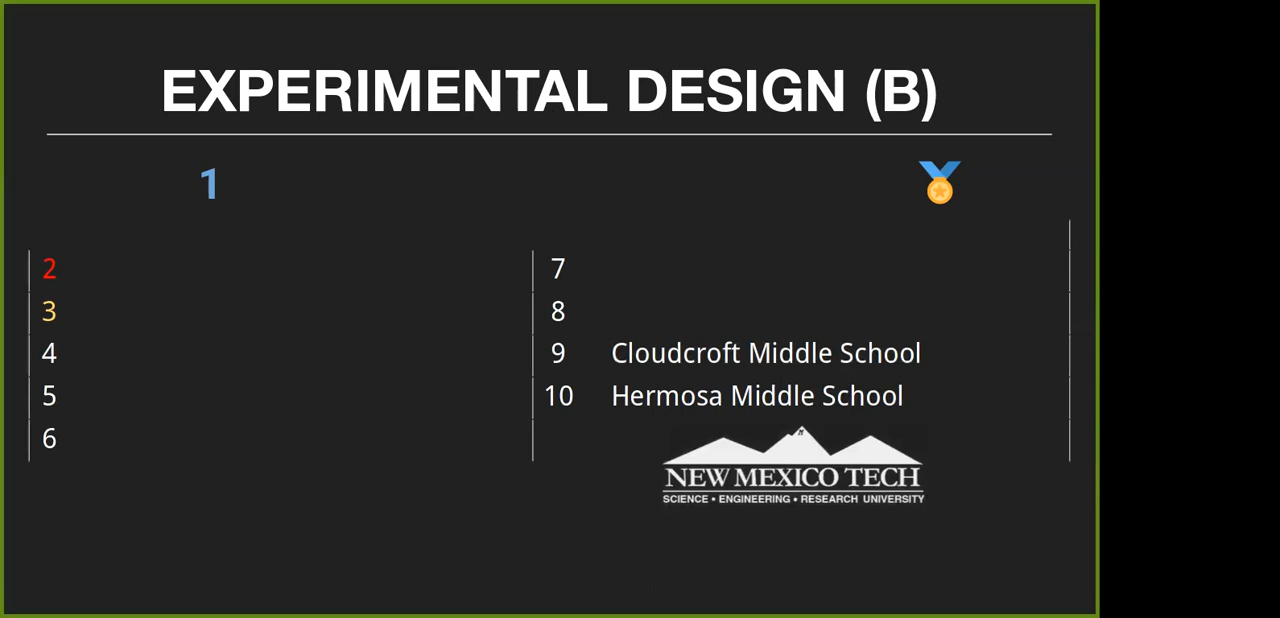 EXPERIMENTAL DESIGN (B)
1
2
3
4
5
6
7
8
9 Cloudcroft Middle School
10 Hermosa Middle School
NEW MEXICO TECH
SCIENCE • ENGINEERING • RESEARCH UNIVERSITY